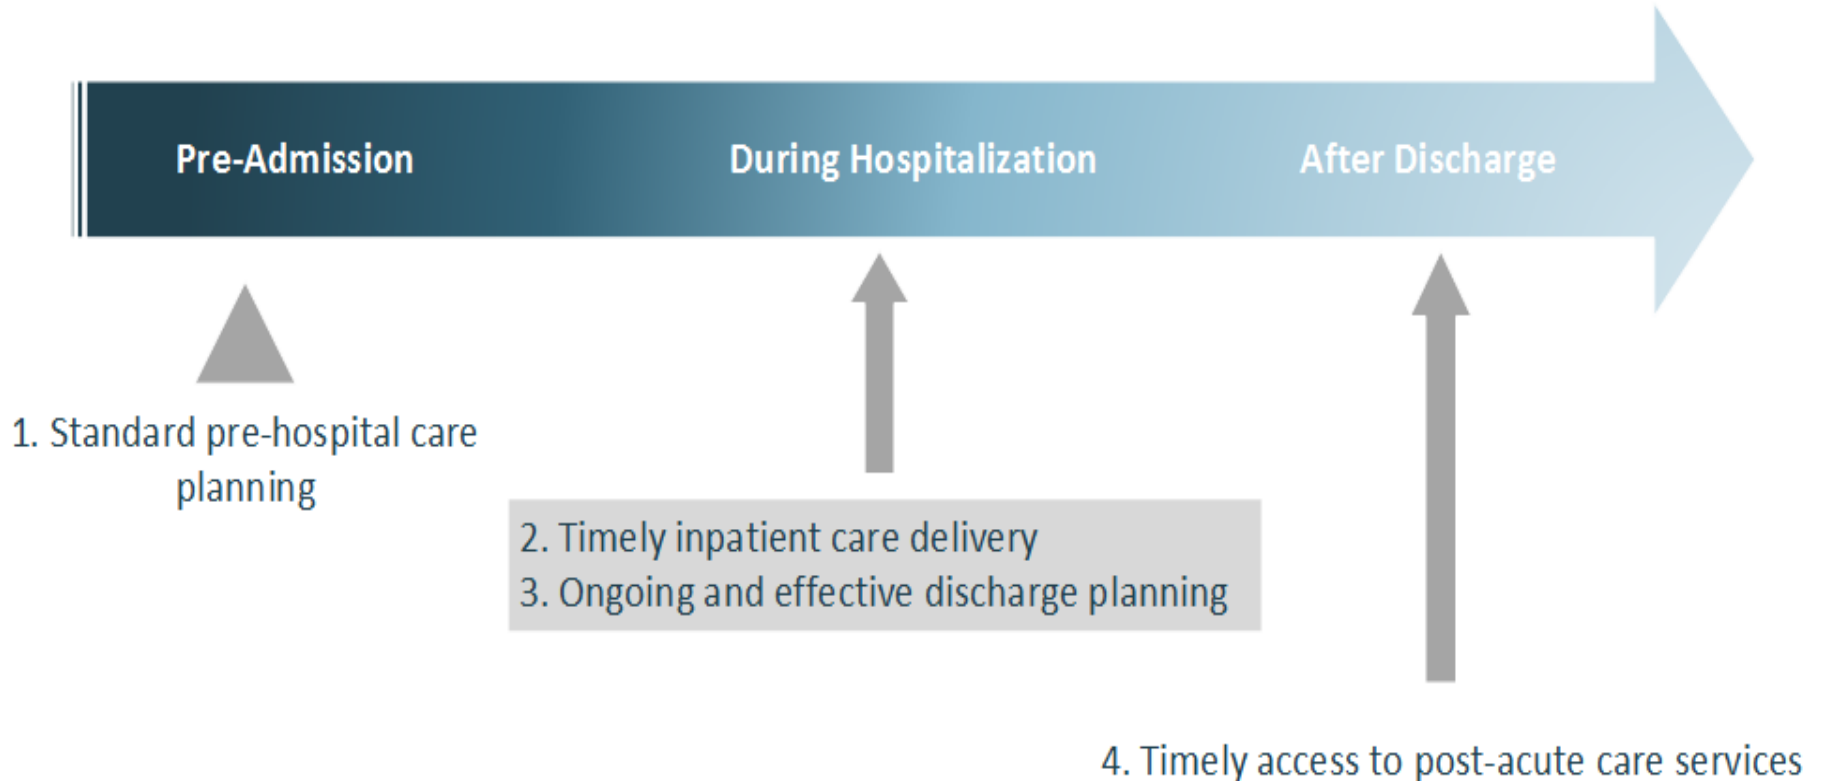 Pre-Admission
During Hospitalization
After Discharge
1. Standard pre-hospital care
planning
2. Timely inpatient care delivery
3. Ongoing and effective discharge planning
4. Timely access to post-acute care services